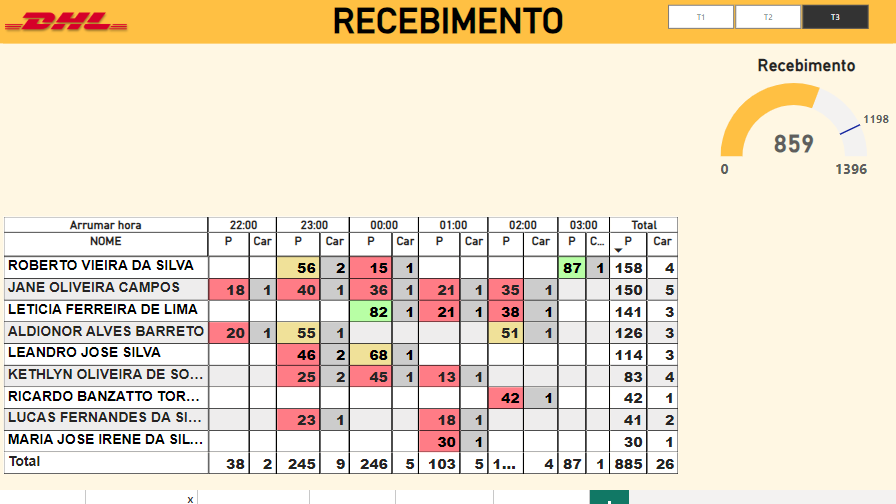 DHL RECEBIMENTO T1 T2 T3
Recebimento
1198
859
0 1396
Arrumar hora 22:00 23:00 00:00 01:00 02:00 03:00 Total
NOME P Car P Car P Car P Car P Car P C... P Car
ROBERTO VIEIRA DA SILVA 56 2 15 1 87 1 158 4
JANE OLIVEIRA CAMPOS 18 1 40 1 36 1 21 1 35 1 150 5
LETICIA FERREIRA DE LIMA 82 1 21 1 38 1 141 3
ALDIONOR ALVES BARRETO 20 1 55 1 51 1 126 3
LEANDRO JOSE SILVA 46 2 68 1 114 3
KETHLYN OLIVEIRA DE SO... 25 2 45 1 13 1 83 4
RICARDO BANZATTO TOR... 42 1 42 1
LUCAS FERNANDES DA SI... 23 1 18 1 41 2
MARIA JOSE IRENE DA SIL... 30 1 30 1
Total 38 2 245 9 246 5 103 5 1... 4 87 1 885 26
x